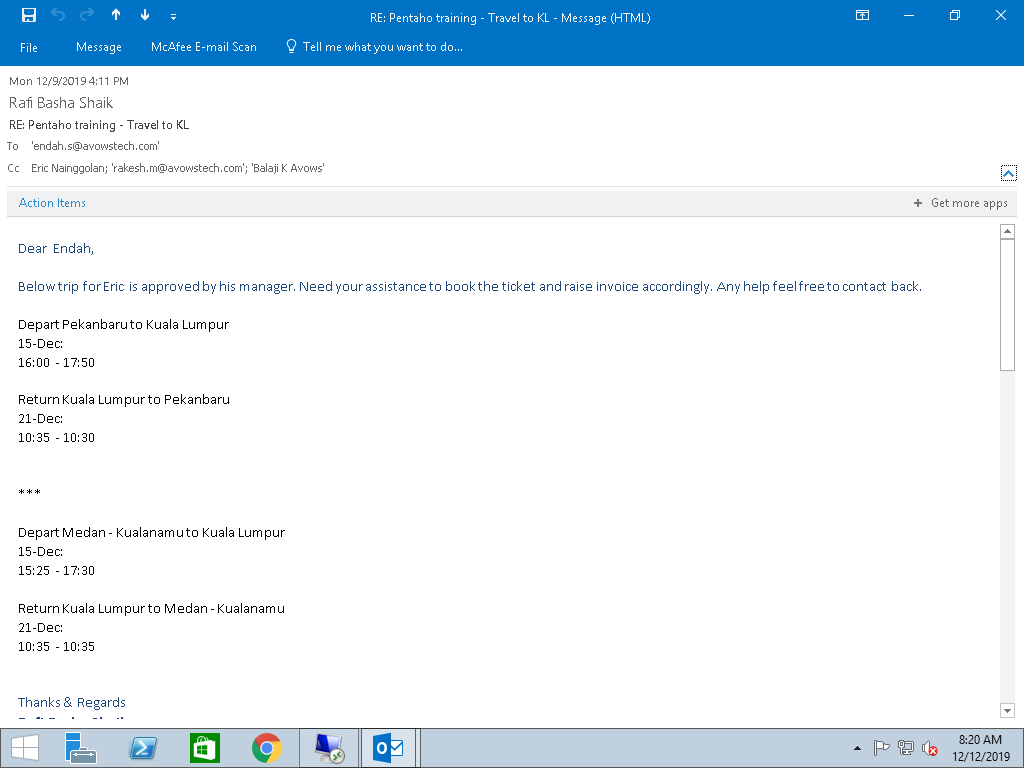 RE: Pentaho training - Travel to KL - Message (HTML)
File Message McAfee E-mail Scan Tell me what you want to do...
Mon 12/9/2019 4:11 PM
Rafi Basha Shaik
RE: Pentaho training - Travel to KL
To 'endah.s@avowstech.com'
Cc Eric Nainggolan; 'rakesh.m@avowstech.com'; 'Balaji K Avows'
Action Items + Get more apps
Dear Endah,
Below trip for Eric is approved by his manager. Need your assistance to book the ticket and raise invoice accordingly. Any help feel free to contact back.
Depart Pekanbaru to Kuala Lumpur
15-Dec:
16:00 - 17:50
Return Kuala Lumpur to Pekanbaru
21-Dec:
10:35 - 10:30
***
Depart Medan - Kualanamu to Kuala Lumpur
15-Dec:
15:25 - 17:30
Return Kuala Lumpur to Medan - Kualanamu
21-Dec:
10:35 - 10:35
Thanks & Regards
8:20 AM
12/12/2019